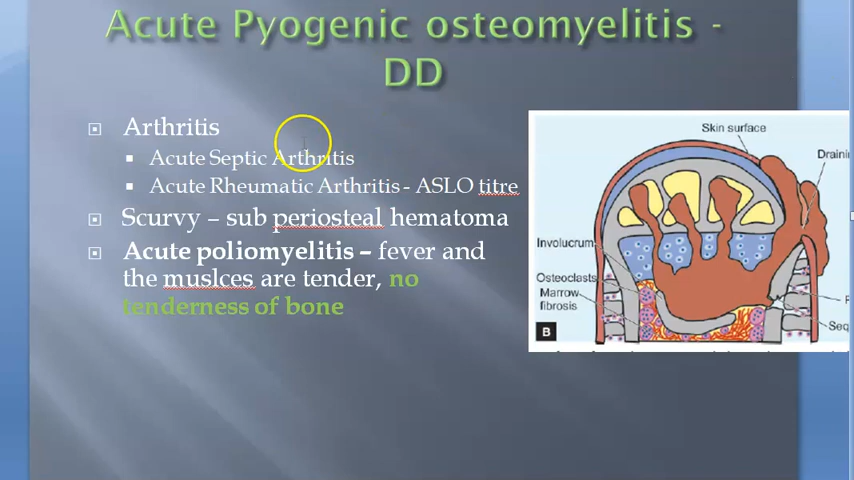 Acute Pyogenic osteomyelitis -
DD
Arthritis
Acute Septic Arthritis
Acute Rheumatic Arthritis - ASLO titre
Scurvy – sub periosteal hematoma
Acute poliomyelitis – fever and
the muslces are tender, no
tenderness of bone
Skin surface
Draini
Involucrum
Osteoclasts
Marrow
fibrosis
Seq
B